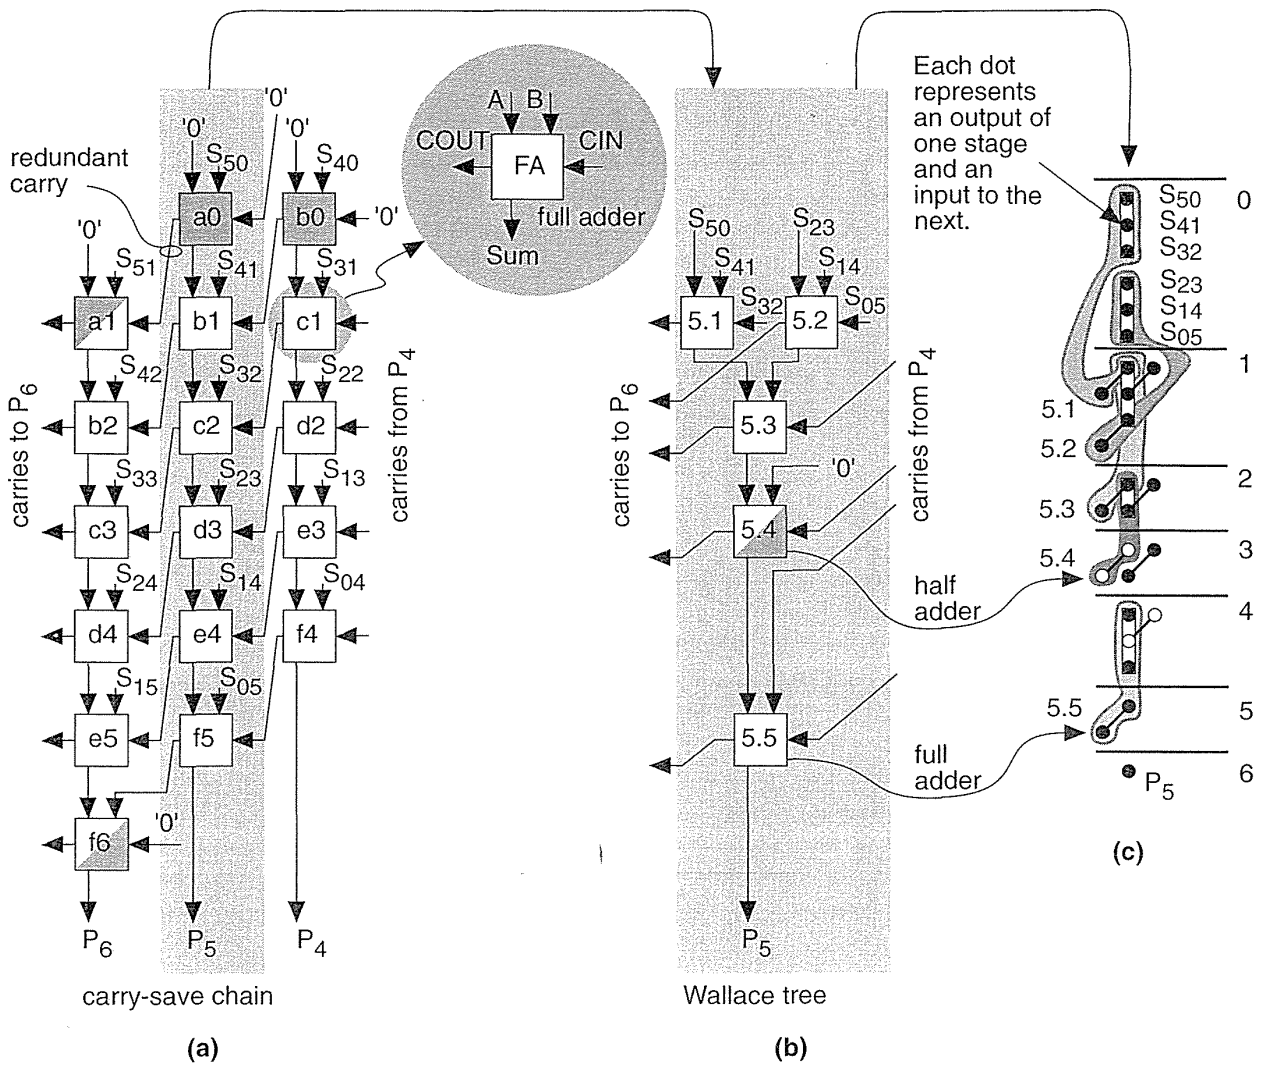 redundant
carry
'0'
'0'
'0'
S50
S40
a0
b0
'0'
'0'
S51
S41
S31
a1
b1
c1
S42
S32
S22
b2
c2
d2
S33
S23
S13
c3
d3
e3
S24
S14
S04
d4
e4
f4
S15
S05
e5
f5
'0'
f6
P6
P5
P4
carries to P6
carries from P4
carry-save chain
(a)
A
B
COUT
CIN
FA
full adder
Sum
S50
S23
S41
S14
5.1
S32
5.2
S05
5.3
'0'
5.4
5.5
P5
carries to P6
carries from P4
Wallace tree
(b)
half
adder
full
adder
Each dot
represents
an output of
one stage
and an
input to the
next.
S50
0
S41
S32
S23
S14
S05
1
5.1
5.2
2
5.3
3
5.4
4
5
5.5
6
P5
(c)